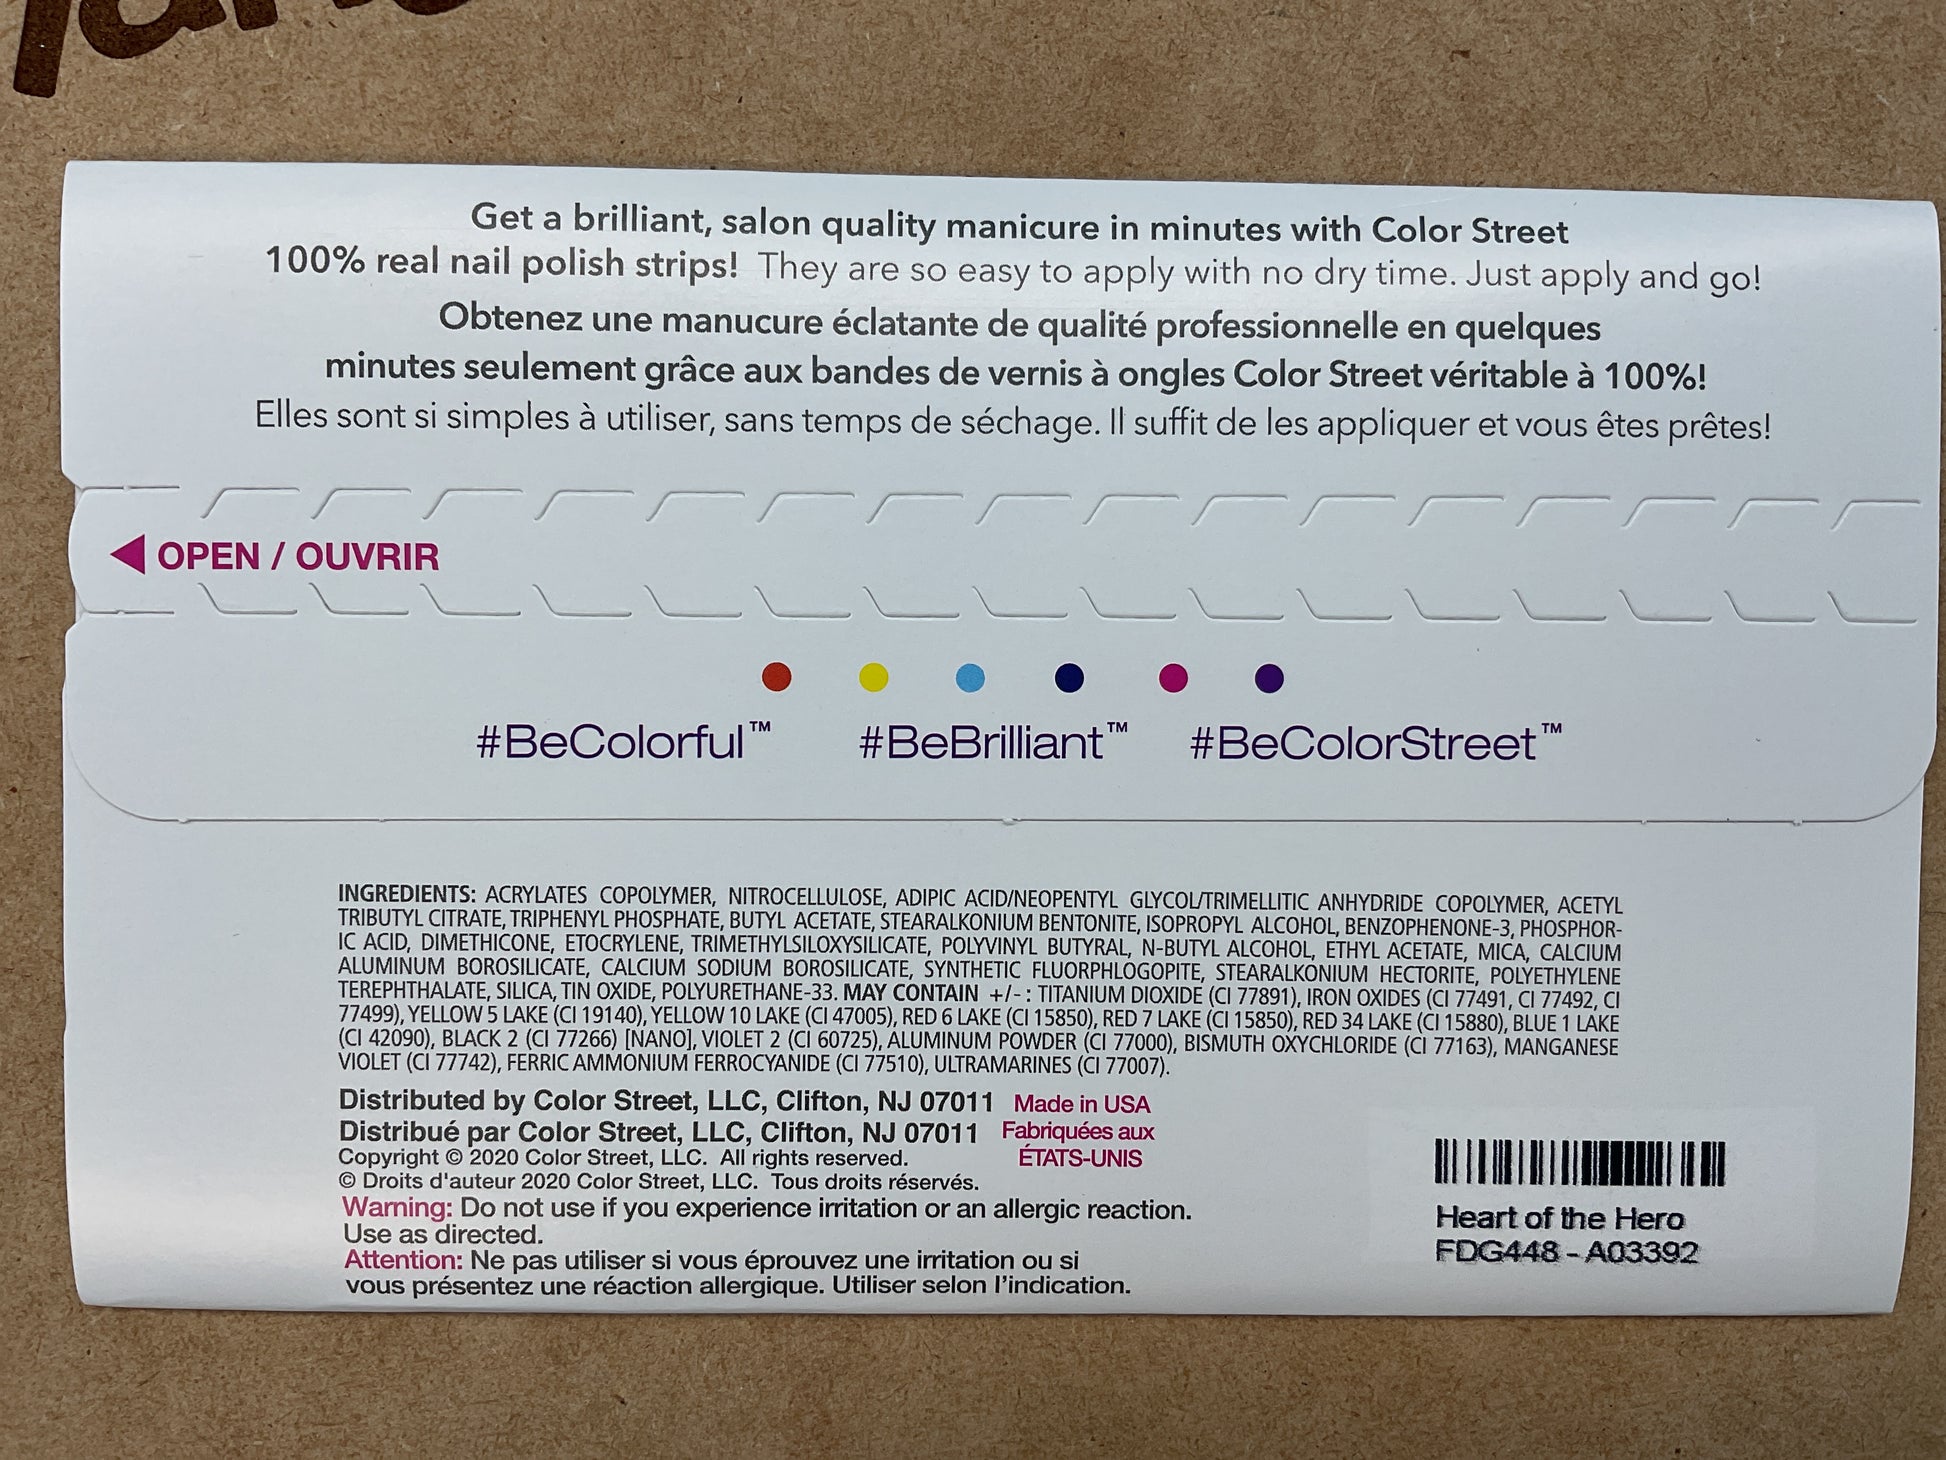 Get a brilliant, salon quality manicure in minutes with Color Street
100% real nail polish strips! They are so easy to apply with no dry time. Just apply and go!
Obtenez une manucure éclatante de qualité professionnelle en quelques
minutes seulement grâce aux bandes de vernis à ongles Color Street véritable à 100%!
Elles sont si simples à utiliser, sans temps de séchage. Il suffit de les appliquer et vous êtes prêtes!
OPEN / OUVRIR
#BeColorful™ #BeBrilliant™ #BeColorStreet™
INGREDIENTS: ACRYLATES COPOLYMER, NITROCELLULOSE, ADIPIC ACID/NEOPENTYL GLYCOL/TRIMELLITIC ANHYDRIDE COPOLYMER, ACETYL
TRIBUTYL CITRATE, TRIPHENYL PHOSPHATE, BUTYL ACETATE, STEARALKONIUM BENTONITE, ISOPROPYL ALCOHOL, BENZOPHENONE-3, PHOSPHOR-
IC ACID, DIMETHICONE, ETOCRYLENE, TRIMETHYLSILOXYSILICATE, POLYVINYL BUTYRAL, N-BUTYL ALCOHOL, ETHYL ACETATE, MICA, CALCIUM
ALUMINUM BOROSILICATE, CALCIUM SODIUM BOROSILICATE, SYNTHETIC FLUORPHLOGOPITE, STEARALKONIUM HECTORITE, POLYETHYLENE
TEREPHTHALATE, SILICA, TIN OXIDE, POLYURETHANE-33. MAY CONTAIN +/- : TITANIUM DIOXIDE (CI 77891), IRON OXIDES (CI 77491, CI 77492, CI
77499), YELLOW 5 LAKE (CI 19140), YELLOW 10 LAKE (CI 47005), RED 6 LAKE (CI 15850), RED 7 LAKE (CI 15850), RED 34 LAKE (CI 15880), BLUE 1 LAKE
(CI 42090), BLACK 2 (CI 77266) [NANO], VIOLET 2 (CI 60725), ALUMINUM POWDER (CI 77000), BISMUTH OXYCHLORIDE (CI 77163), MANGANESE
VIOLET (CI 77742), FERRIC AMMONIUM FERROCYANIDE (CI 77510), ULTRAMARINES (CI 77007).
Distributed by Color Street, LLC, Clifton, NJ 07011 Made in USA
Distribué par Color Street, LLC, Clifton, NJ 07011 Fabriquées aux
ÉTATS-UNIS
Copyright © 2020 Color Street, LLC. All rights reserved.
© Droits d'auteur 2020 Color Street, LLC. Tous droits réservés.
Warning: Do not use if you experience irritation or an allergic reaction.
Use as directed.
Attention: Ne pas utiliser si vous éprouvez une irritation ou si
vous présentez une réaction allergique. Utiliser selon l'indication.
Heart of the Hero
FDG448 - A03392